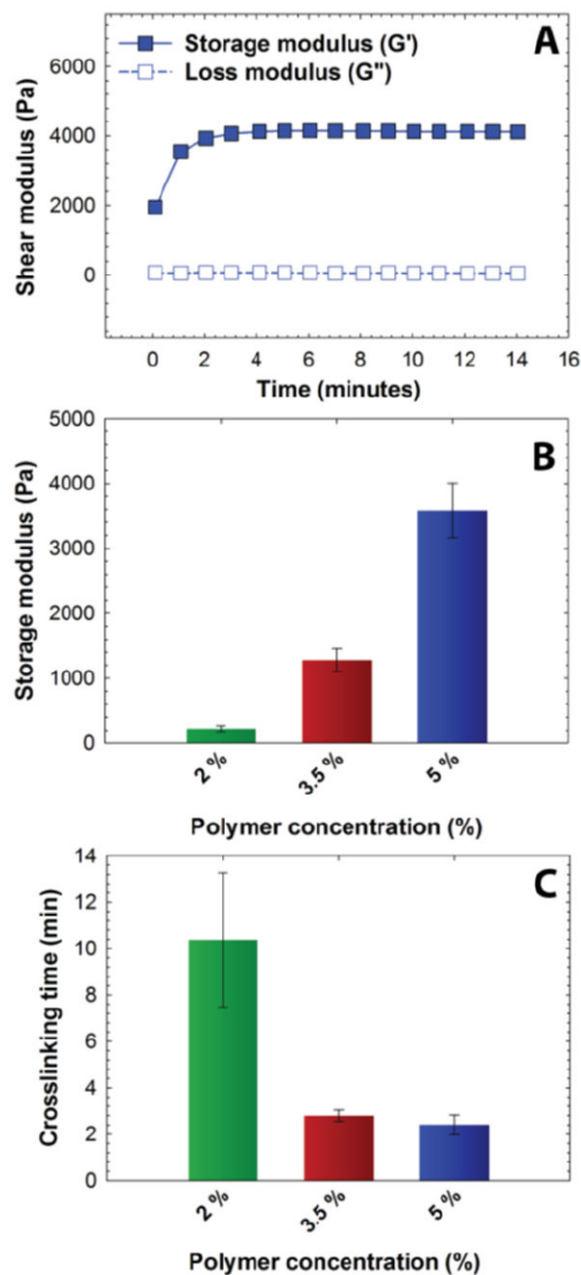 A
Storage modulus (G')
Loss modulus (G")
Shear modulus (Pa)
6000
4000
2000
0
0 2 4 6 8 10 12 14 16
Time (minutes)
B
Storage modulus (Pa)
5000
4000
3000
2000
1000
0
2 % 3.5 % 5 %
Polymer concentration (%)
C
Crosslinking time (min)
14
12
10
8
6
4
2
0
2 % 3.5 % 5 %
Polymer concentration (%)